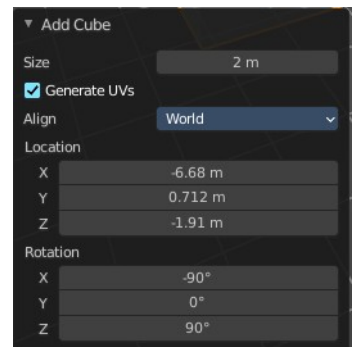 Add Cube
Size 2 m
Generate UVs
Align World
Location
X -6.68 m
Y 0.712 m
Z -1.91 m
Rotation
X -90°
Y 0°
Z 90°